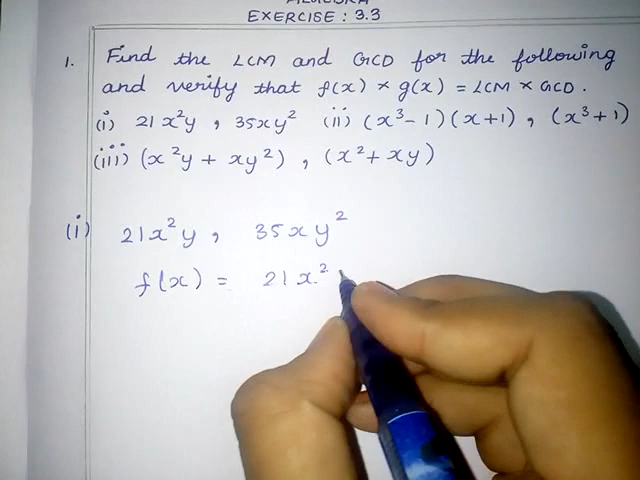 ALGEBRA
EXERCISE : 3.3
1. Find the LCM and GCD for the following
and verify that f(x) × g(x) = LCM × GCD.
(i) 21x²y , 35xy² (ii) (x³-1)(x+1) , (x³+1)
(iii) (x²y + xy²) , (x² + xy)
(i) 21x²y , 35xy²
f(x) = 21x²